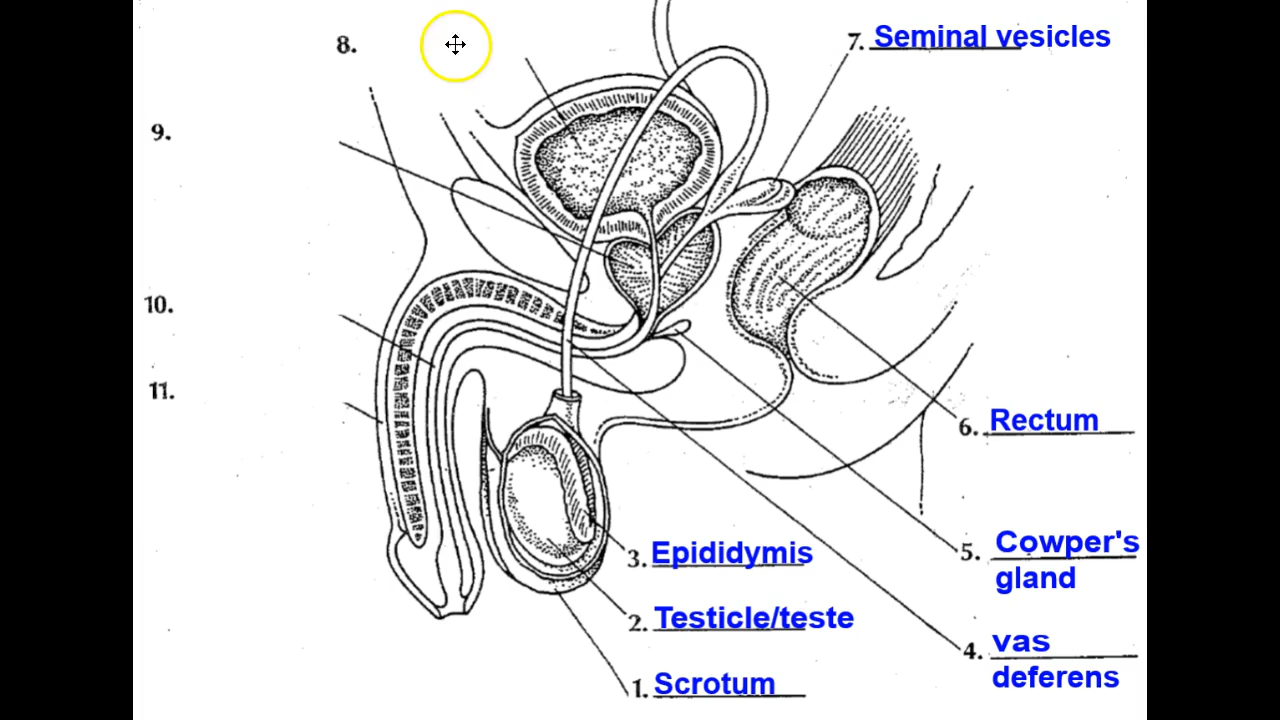 8.
7. Seminal vesicles
9.
10.
11.
6. Rectum
3. Epididymis
5. Cowper's
gland
2. Testicle/teste
4. vas
deferens
1. Scrotum